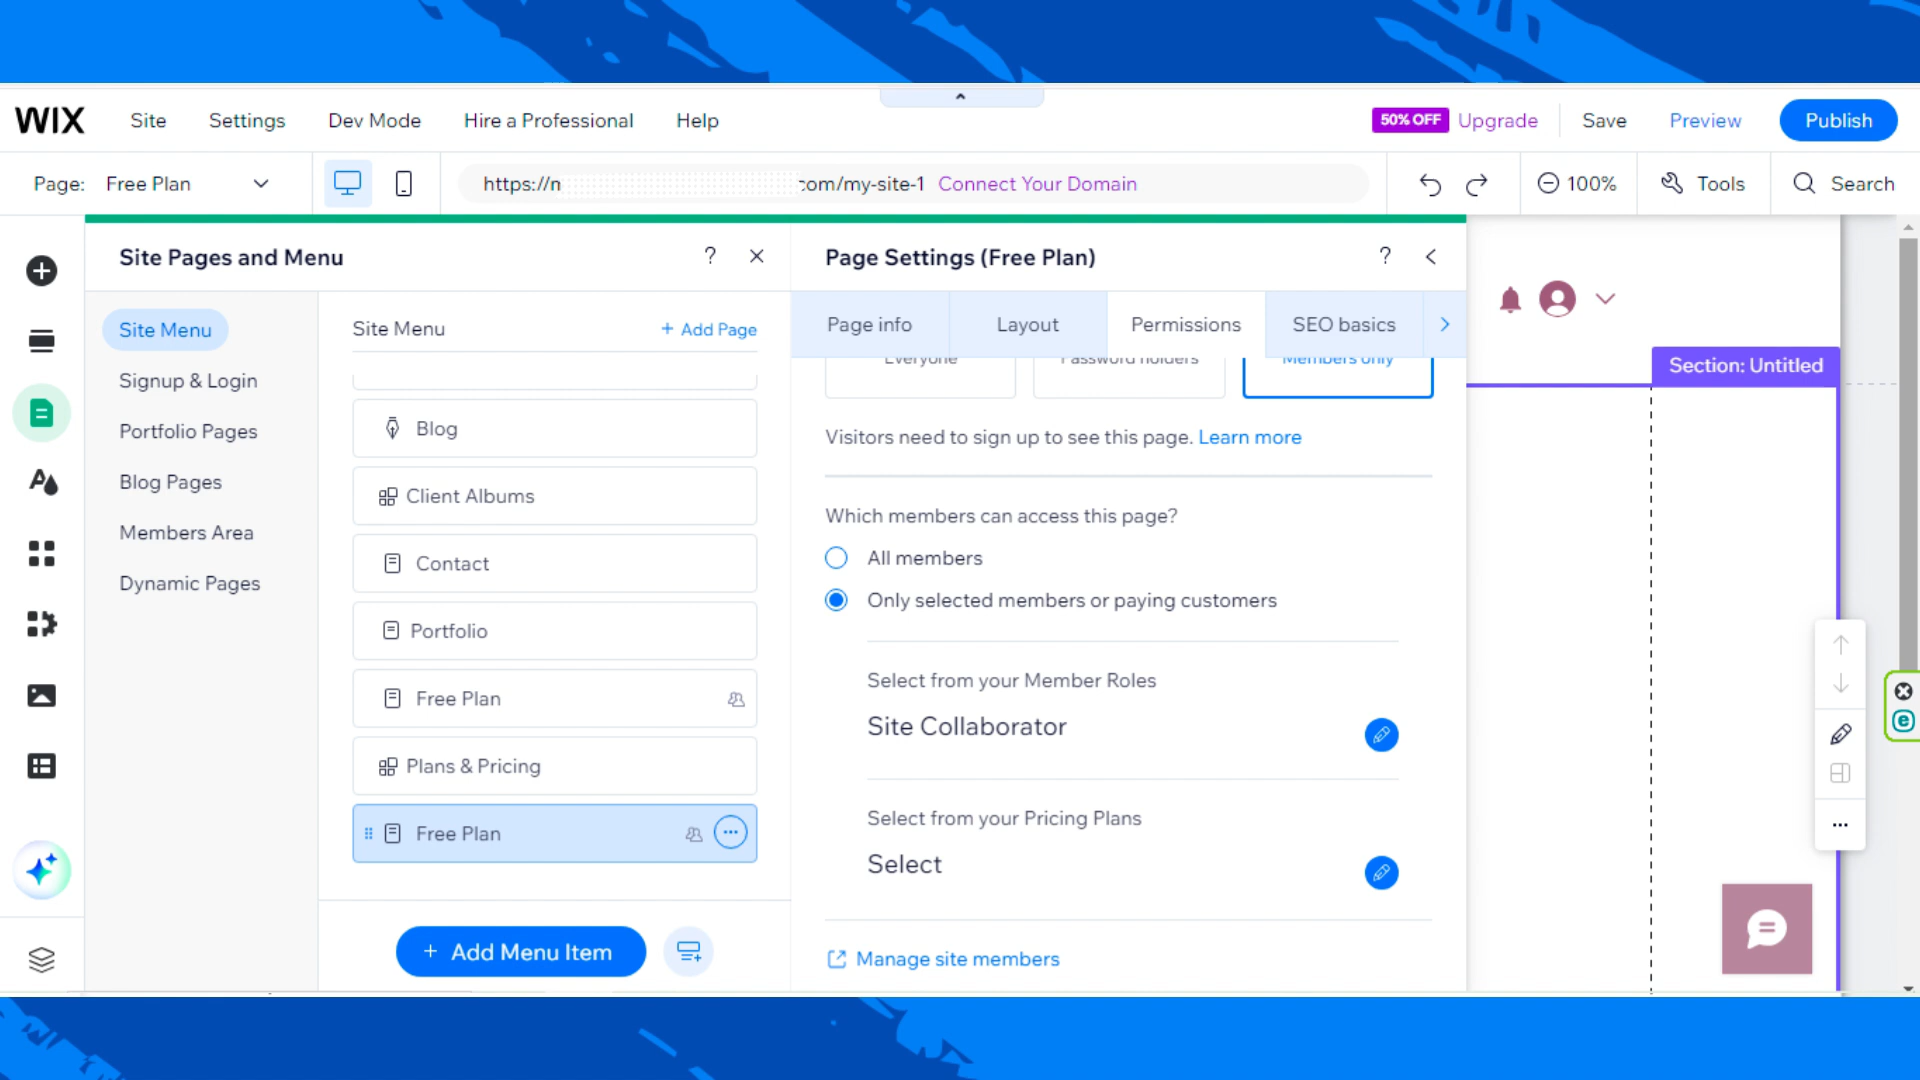 WIX Site Settings Dev Mode Hire a Professional Help 50% OFF Upgrade Save Preview Publish
Page: Free Plan https://n com/my-site-1 Connect Your Domain 100% Tools Search
Site Pages and Menu ?
Page Settings (Free Plan) ?
Site Menu
Signup & Login
Portfolio Pages
Blog Pages
Members Area
Dynamic Pages
Site Menu + Add Page
Blog
Client Albums
Contact
Portfolio
Free Plan
Plans & Pricing
Free Plan
+ Add Menu Item
Page info Layout Permissions SEO basics
Everyone Password holders Members only
Visitors need to sign up to see this page. Learn more
Which members can access this page?
All members
Only selected members or paying customers
Select from your Member Roles
Site Collaborator
Select from your Pricing Plans
Select
Manage site members
Section: Untitled